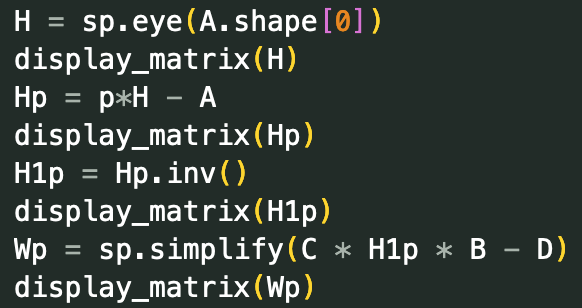 H = sp.eye(A.shape[0])
display_matrix(H)
Hp = p*H - A
display_matrix(Hp)
H1p = Hp.inv()
display_matrix(H1p)
Wp = sp.simplify(C * H1p * B - D)
display_matrix(Wp)